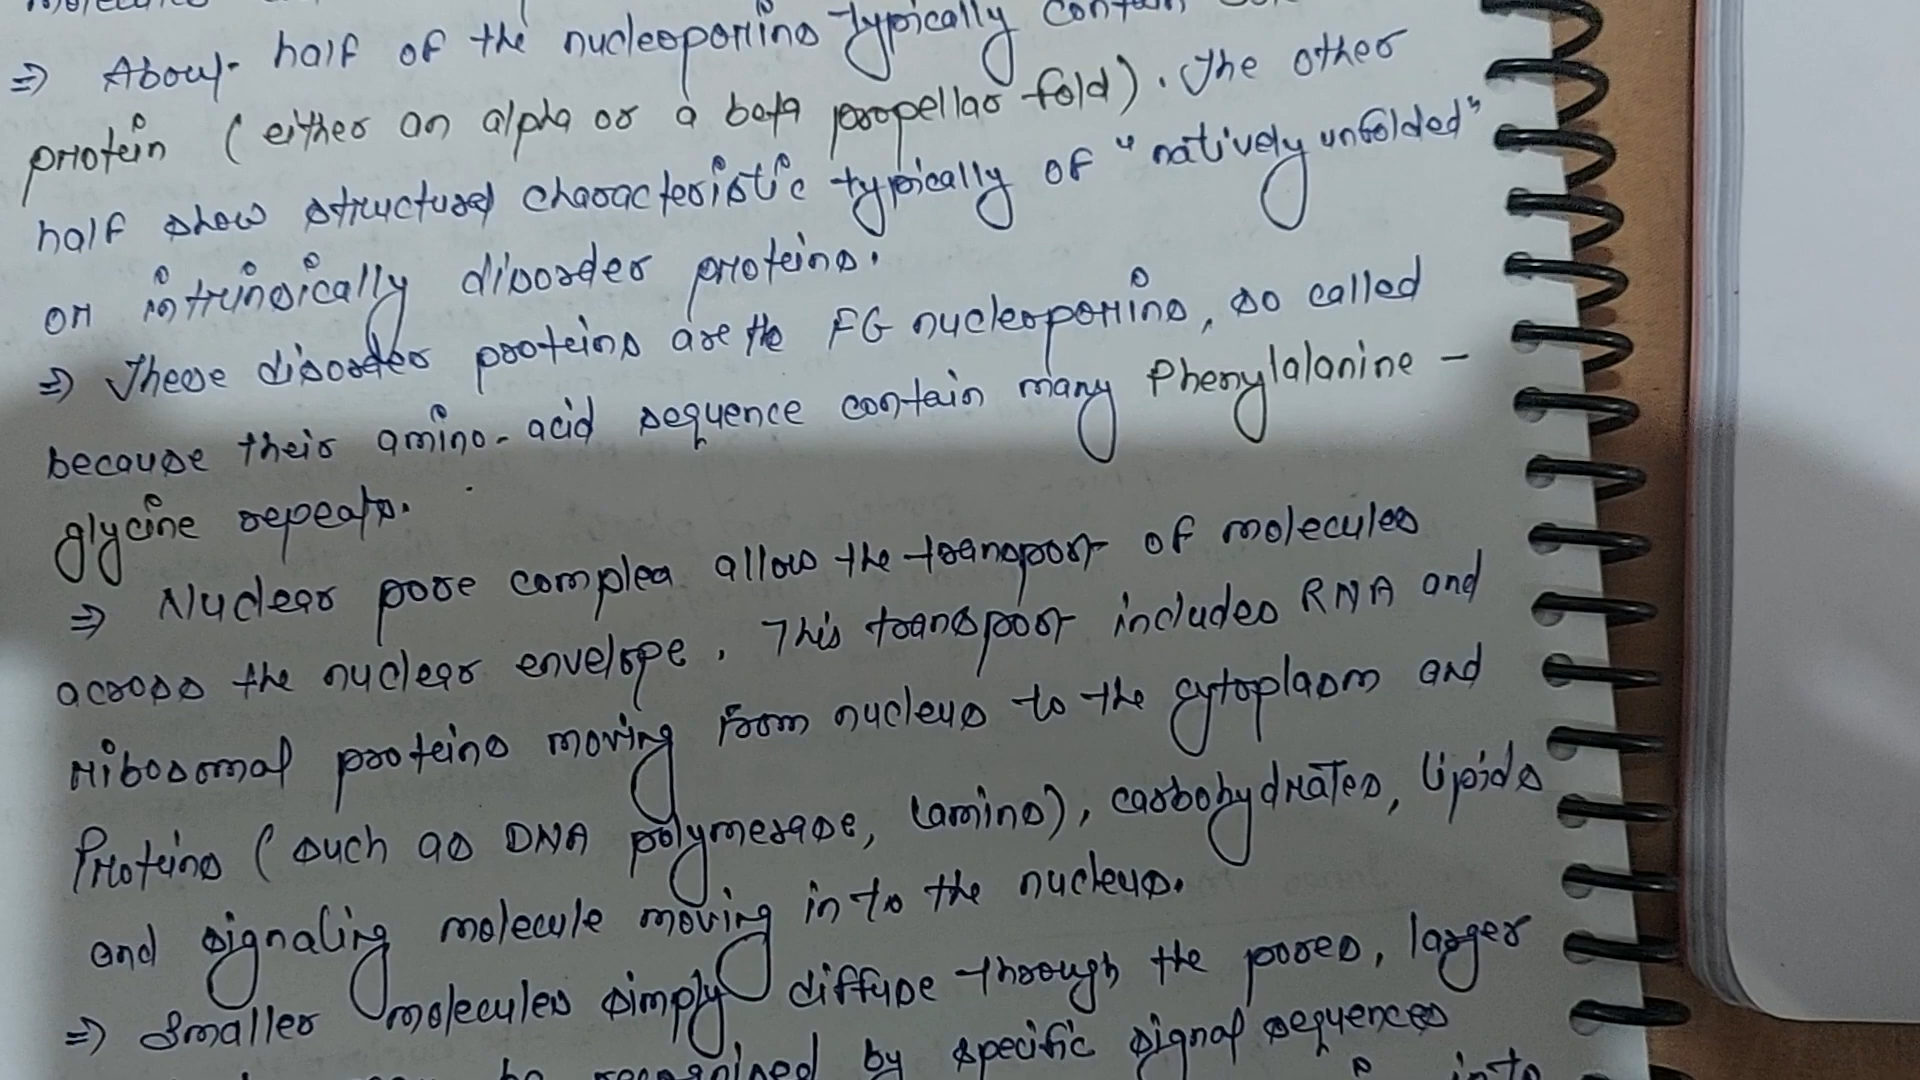 ⇒ About half of the nucleoporins typically contain
protein (either an alpha or a beta propellar fold). The other
half show structured characteristic typically of "natively unfolded"
or intrinsically disorder proteins.
⇒ These disorder proteins are the FG nucleoporins, so called
because their amino-acid sequence contain many Phenylalanine -
glycine repeats.
⇒ Nuclear pore complex allow the transport of molecules
across the nuclear envelope. This transport includes RNA and
ribosomal proteins moving from nucleus to the cytoplasm and
Proteins (such as DNA polymerase, lamins), carbohydrates, lipids
and signaling molecule moving in to the nucleus.
⇒ Smaller molecules simply diffuse through the pores, larger
be recognized by specific signal sequences
into